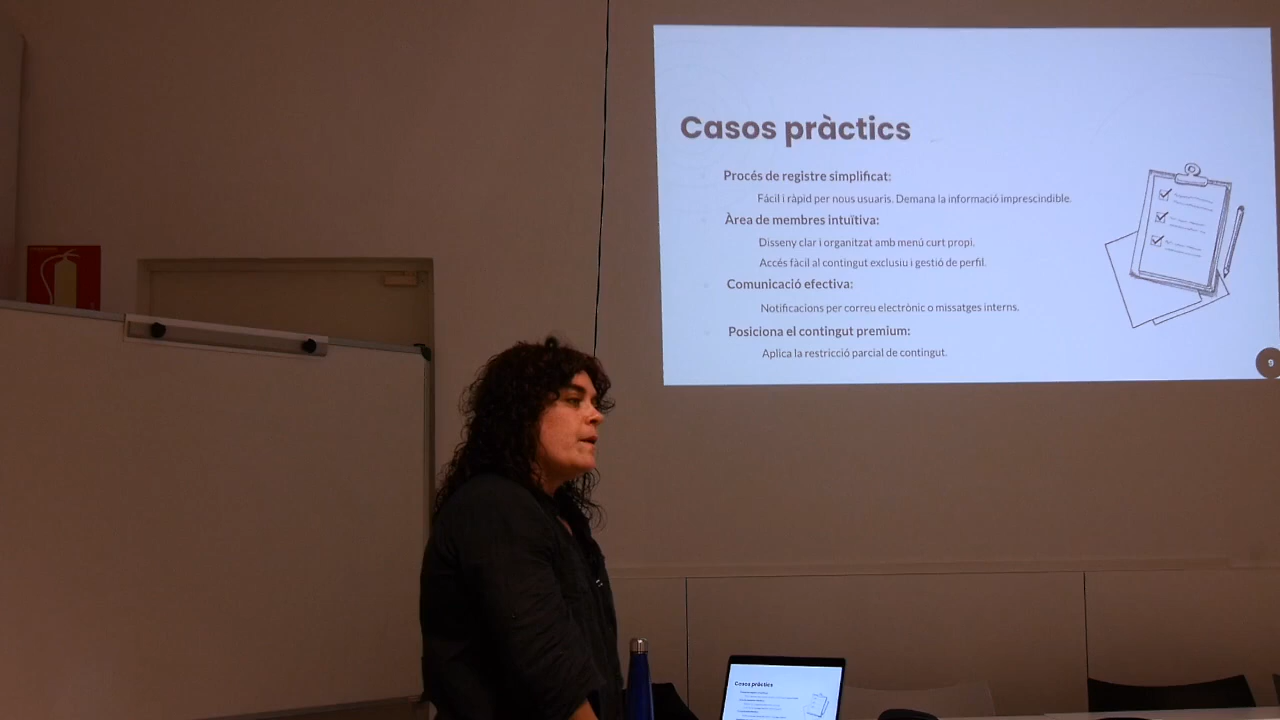 Casos pràctics
Procés de registre simplificat:
Fàcil i ràpid per nous usuaris. Demana la informació imprescindible.
Àrea de membres intuïtiva:
Disseny clar i organitzat amb menú curt propi.
Accés fàcil al contingut exclusiu i gestió de perfil.
Comunicació efectiva:
Notificacions per correu electrònic o missatges interns.
Posiciona el contingut premium:
Aplica la restricció parcial de contingut.
9
Casos pràctics